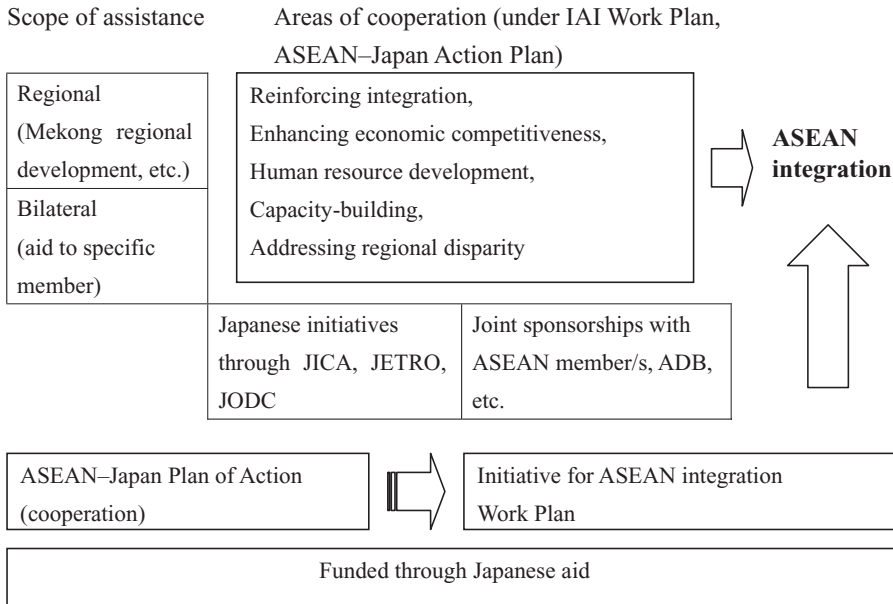 Scope of assistance
Areas of cooperation (under IAI Work Plan,
ASEAN–Japan Action Plan)
Regional
(Mekong regional
development, etc.)
Bilateral
(aid to specific
member)
Reinforcing integration,
Enhancing economic competitiveness,
Human resource development,
Capacity-building,
Addressing regional disparity
ASEAN
integration
Japanese initiatives
through JICA, JETRO,
JODC
Joint sponsorships with
ASEAN member/s, ADB,
etc.
ASEAN–Japan Plan of Action
(cooperation)
Initiative for ASEAN integration
Work Plan
Funded through Japanese aid